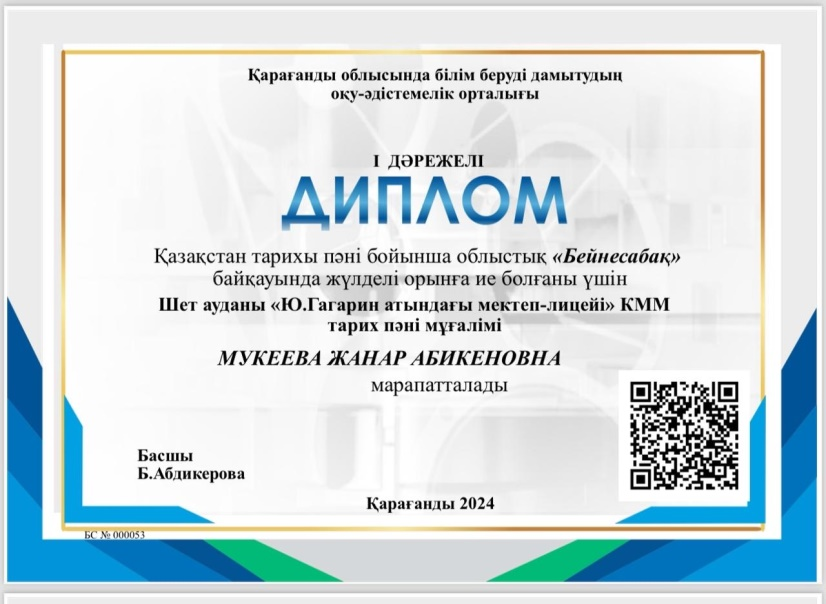 Қарағанды облысында білім беруді дамытудың
оқу-әдістемелік орталығы
І ДӘРЕЖЕЛІ
ДИПЛОМ
Қазақстан тарихы пәні бойынша облыстық «Бейнесабақ»
байқауында жүлделі орынға ие болғаны үшін
Шет ауданы «Ю.Гагарин атындағы мектеп-лицейі» КММ
тарих пәні мұғалімі
МУКЕЕВА ЖАНАР АБИКЕНОВНА
марапатталады
Басшы
Б.Абдикерова
Қарағанды 2024
БС № 000053